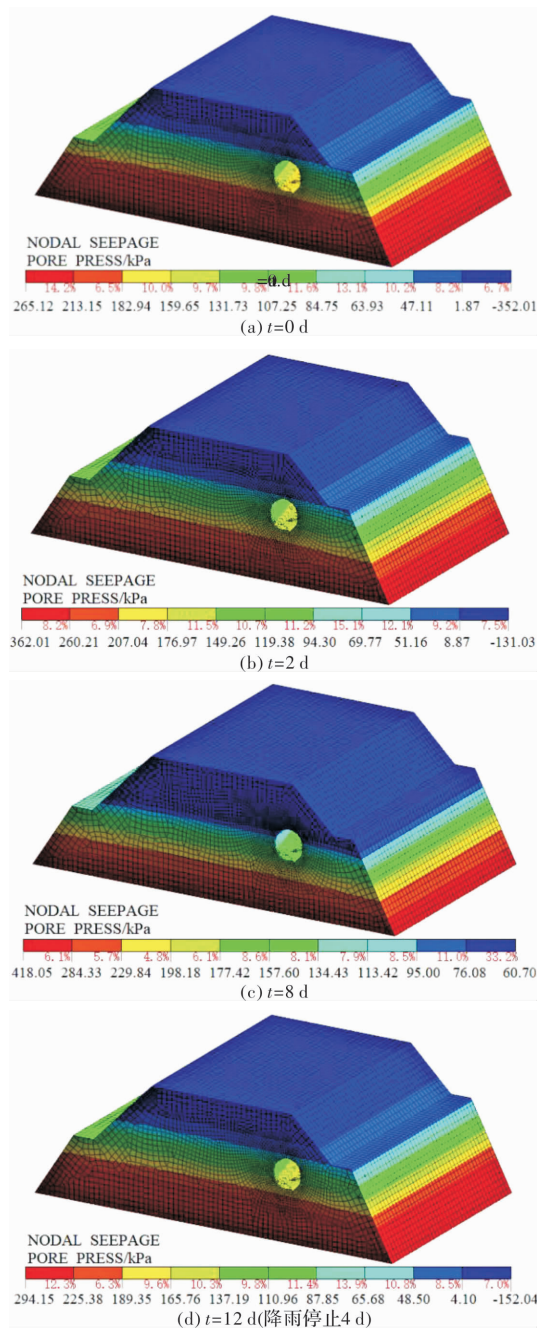 NODAL SEEPAGE
PORE PRESS/kPa
14.2% 6.5% 10.0% 9.7% 9.8% 11.6% 13.1% 10.2% 8.2% 6.7%
265.12 213.15 182.94 159.65 131.73 107.25 84.75 63.93 47.11 1.87 -352.01
(a) t=0 d
NODAL SEEPAGE
PORE PRESS/kPa
8.2% 6.9% 7.8% 11.5% 10.7% 11.2% 15.1% 12.1% 9.2% 7.5%
362.01 260.21 207.04 176.97 149.26 119.38 94.30 69.77 51.16 8.87 -131.03
(b) t=2 d
NODAL SEEPAGE
PORE PRESS/kPa
6.1% 5.7% 4.8% 6.1% 8.6% 8.1% 7.9% 8.5% 11.0% 33.2%
418.05 284.33 229.84 198.18 177.42 157.60 134.43 113.42 95.00 76.08 60.70
(c) t=8 d
NODAL SEEPAGE
PORE PRESS/kPa
12.3% 6.3% 9.6% 10.3% 9.8% 11.4% 13.9% 10.8% 8.5% 7.0%
294.15 225.38 189.35 165.76 137.19 110.96 87.85 65.68 48.50 4.10 -152.04
(d) t=12 d(降雨停止4 d)